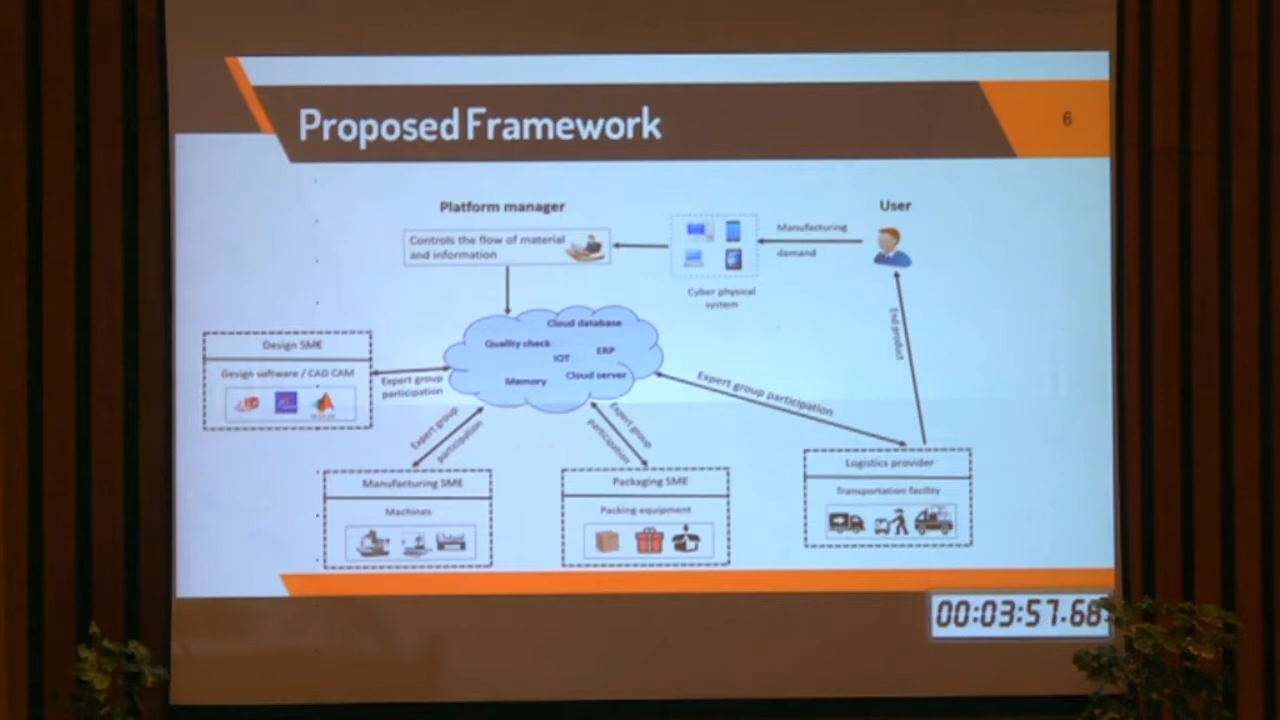 Proposed Framework
6
Platform manager
User
Controls the flow of material
and information
Manufacturing
demand
Cyber physical
system
End product
Cloud database
Quality check
ERP
IOT
Cloud server
Memory
Design SME
Design software / CAD CAM
Expert group
participation
Expert group
participation
Expert group
participation
Expert group participation
Manufacturing SME
Machines
Packaging SME
Packing equipment
Logistics provider
Transportation facility
00:03:57.68